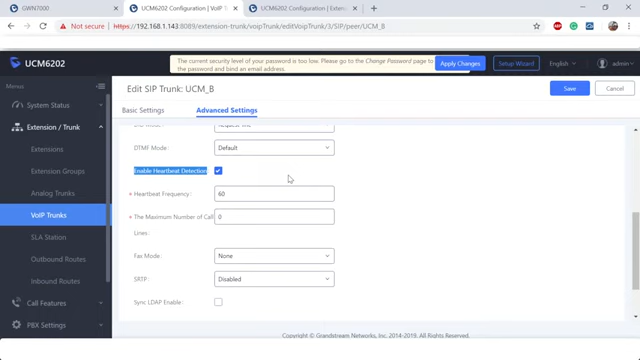 GWN7000
UCM6202 Configuration | VoIP Trunk
UCM6202 Configuration | Exten
Not secure
https://192.168.1.143:8089/extension-trunk/voipTrunk/editVoipTrunk/3/SIP/peer/UCM_B
UCM6202
The current security level of your password is too low. Please go to the Change Password page to
the password and bind an email address.
Apply Changes
Setup Wizard
English
admin
Menus
Edit SIP Trunk: UCM_B
Save
Cancel
System Status
Basic Settings
Advanced Settings
Extension / Trunk
DTMF Mode:
Default
Extensions
Enable Heartbeat Detection
Extension Groups
Analog Trunks
* Heartbeat Frequency:
60
VoIP Trunks
* The Maximum Number of Call
0
Lines:
SLA Station
Outbound Routes
Fax Mode:
None
Inbound Routes
SRTP:
Disabled
Call Features
Sync LDAP Enable:
PBX Settings
Copyright © Grandstream Networks, Inc. 2014-2019. All Rights Reserved.